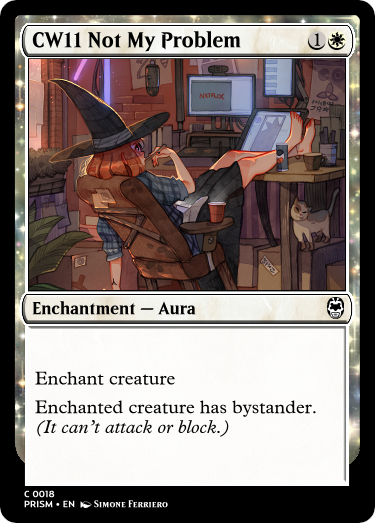 CW11 Not My Problem
1
NETFLIX
Enchantment — Aura
Enchant creature
Enchanted creature has bystander.
(It can't attack or block.)
C 0018
PRISM • EN SIMONE FERRIERO